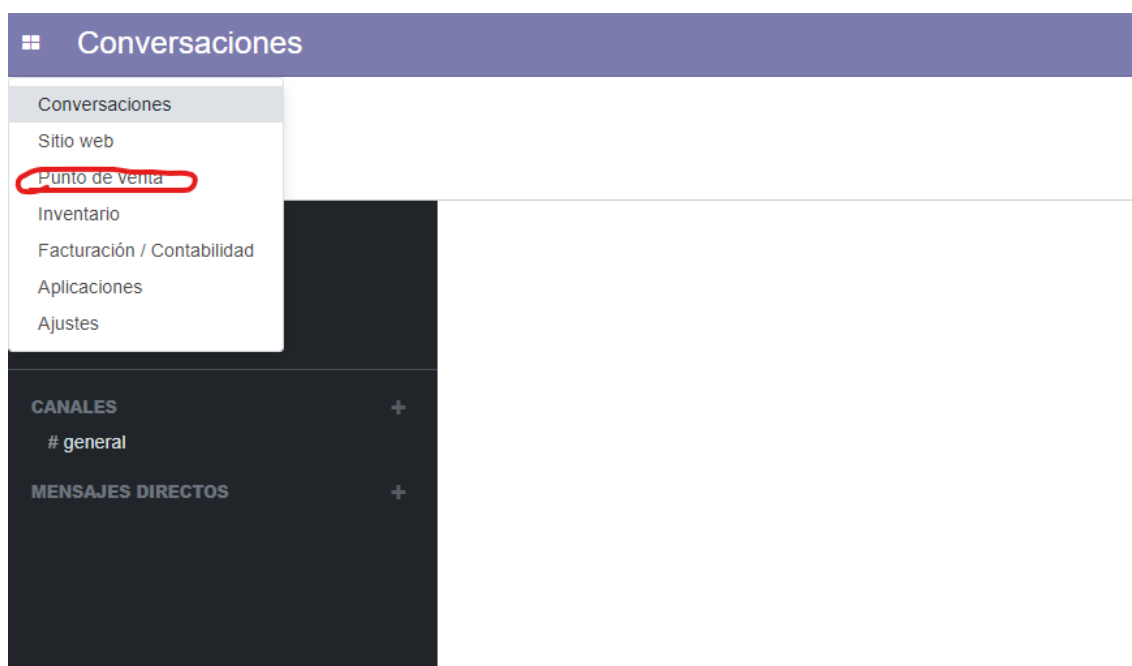 Conversaciones
Conversaciones
Sitio web
Punto de venta
Inventario
Facturación / Contabilidad
Aplicaciones
Ajustes
CANALES
# general
MENSAJES DIRECTOS